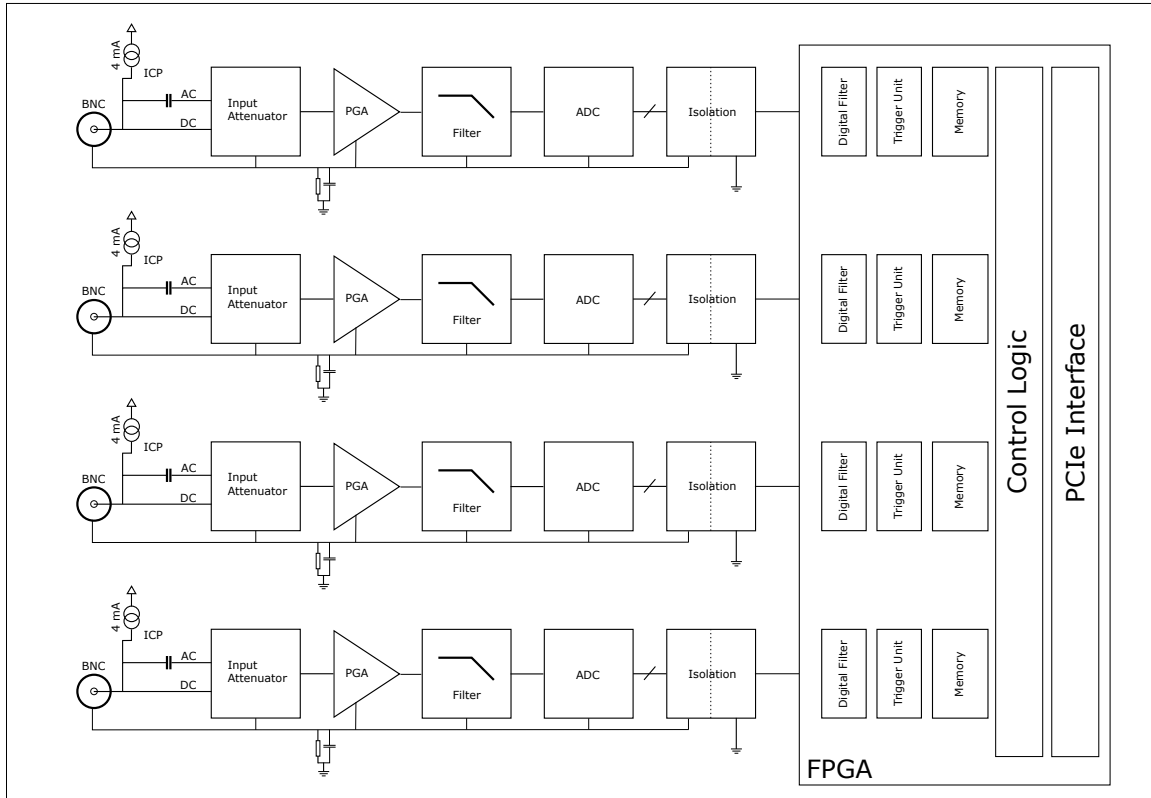 4 mA
ICP
BNC
AC
DC
Input
Attenuator
PGA
Filter
ADC
Isolation
Digital Filter
Trigger Unit
Memory
4 mA
ICP
BNC
AC
DC
Input
Attenuator
PGA
Filter
ADC
Isolation
Digital Filter
Trigger Unit
Memory
4 mA
ICP
BNC
AC
DC
Input
Attenuator
PGA
Filter
ADC
Isolation
Digital Filter
Trigger Unit
Memory
4 mA
ICP
BNC
AC
DC
Input
Attenuator
PGA
Filter
ADC
Isolation
Digital Filter
Trigger Unit
Memory
Control Logic
PCIe Interface
FPGA